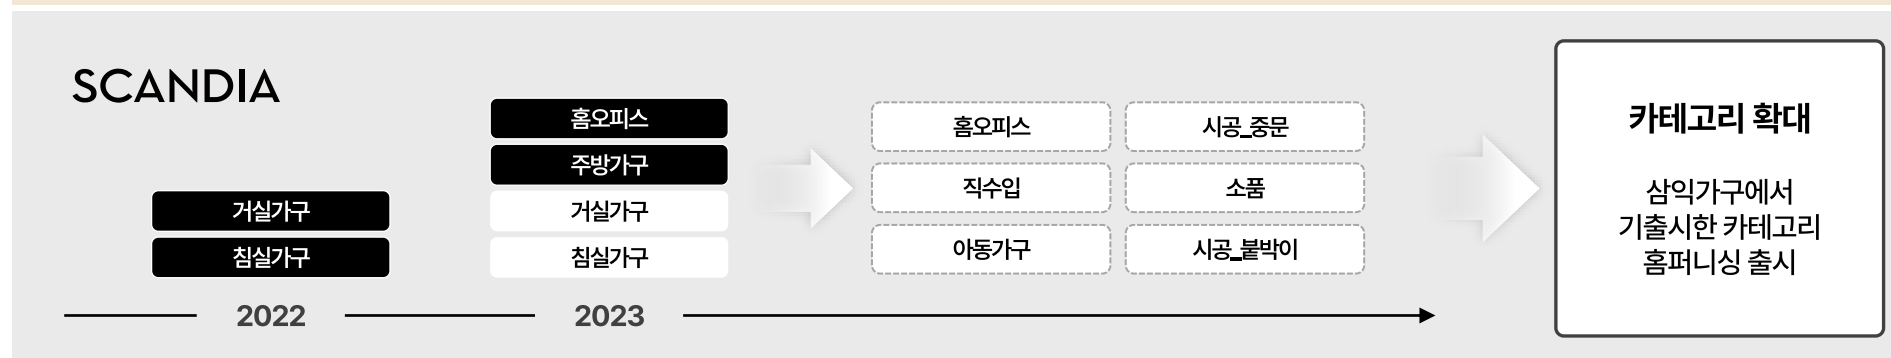 SCANDIA
거실가구
침실가구
2022
홈오피스
주방가구
거실가구
침실가구
2023
홈오피스
시공_중문
직수입
소품
아동가구
시공_붙박이
카테고리 확대
삼익가구에서
기출시한 카테고리
홈퍼니싱 출시